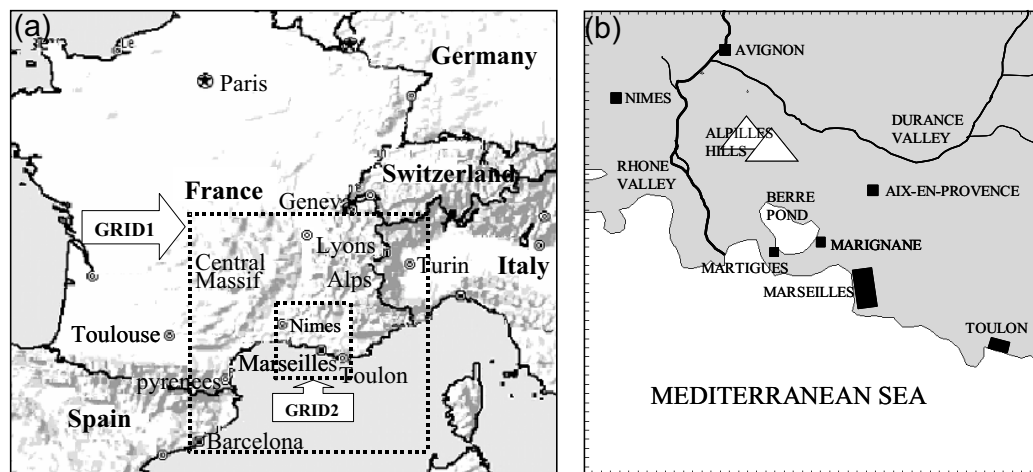 (a)
Le
Germany
Paris
Switzerland
France
Geneva
GRID1
Lyons
Central
Massif
Alps
Turin
Italy
Toulouse
Nimes
Marseilles
Toulon
pyrenees
GRID2
Spain
Barcelona
(b)
AVIGNON
NIMES
ALPILLES
HILLS
DURANCE
VALLEY
RHONE
VALLEY
AIX-EN-PROVENCE
BERRE
POND
MARIGNANE
MARTIGUES
MARSEILLES
TOULON
MEDITERRANEAN SEA